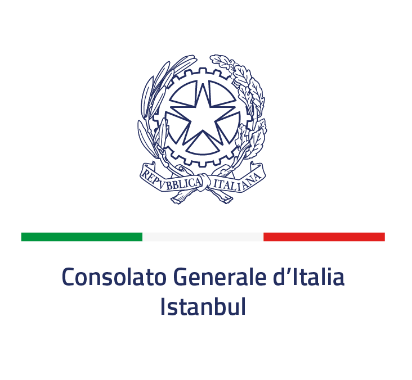 REPVBBLICA ITALIANA
Consolato Generale d'Italia
Istanbul